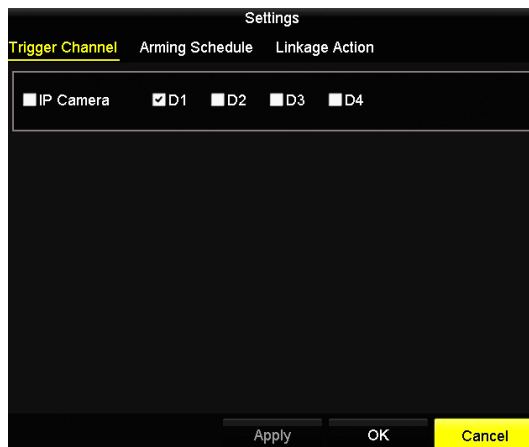 Settings
Trigger Channel Arming Schedule Linkage Action
IP Camera D1 D2 D3 D4
Apply OK Cancel